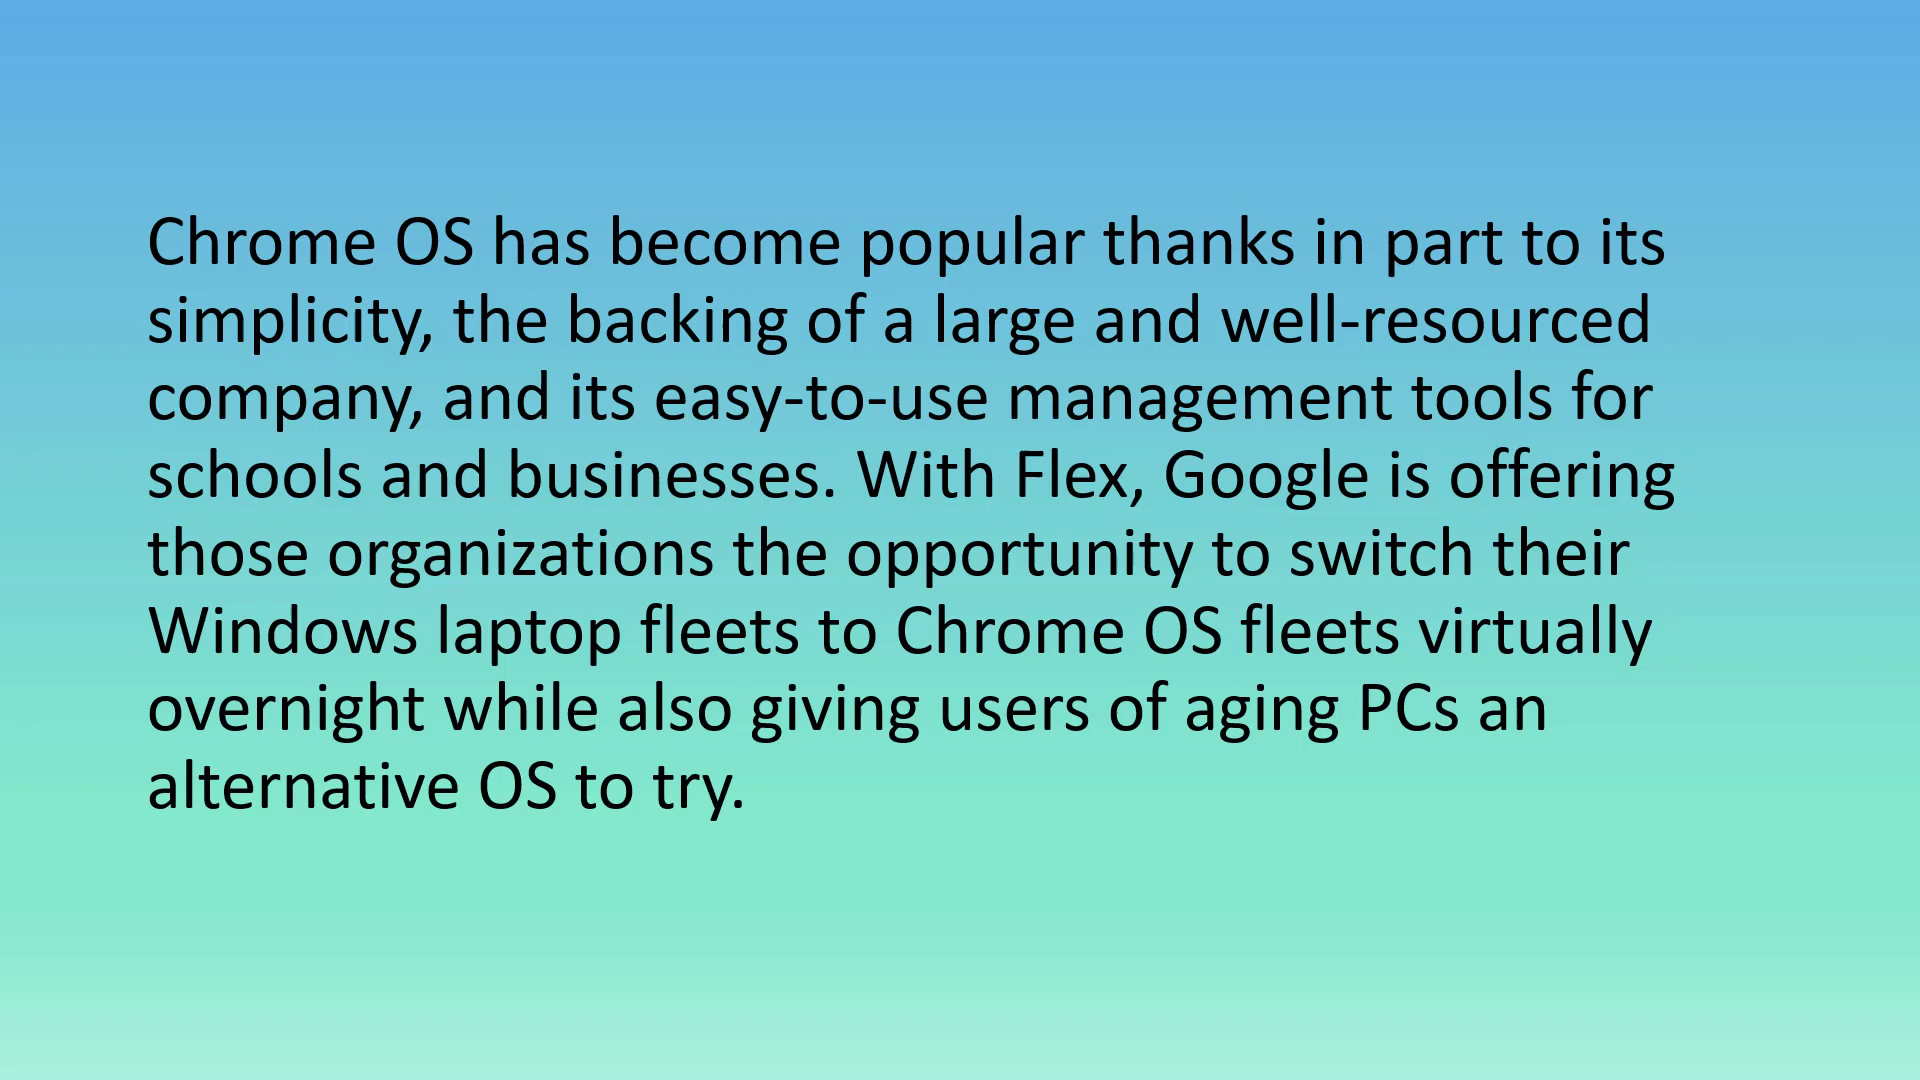 Chrome OS has become popular thanks in part to its
simplicity, the backing of a large and well-resourced
company, and its easy-to-use management tools for
schools and businesses. With Flex, Google is offering
those organizations the opportunity to switch their
Windows laptop fleets to Chrome OS fleets virtually
overnight while also giving users of aging PCs an
alternative OS to try.